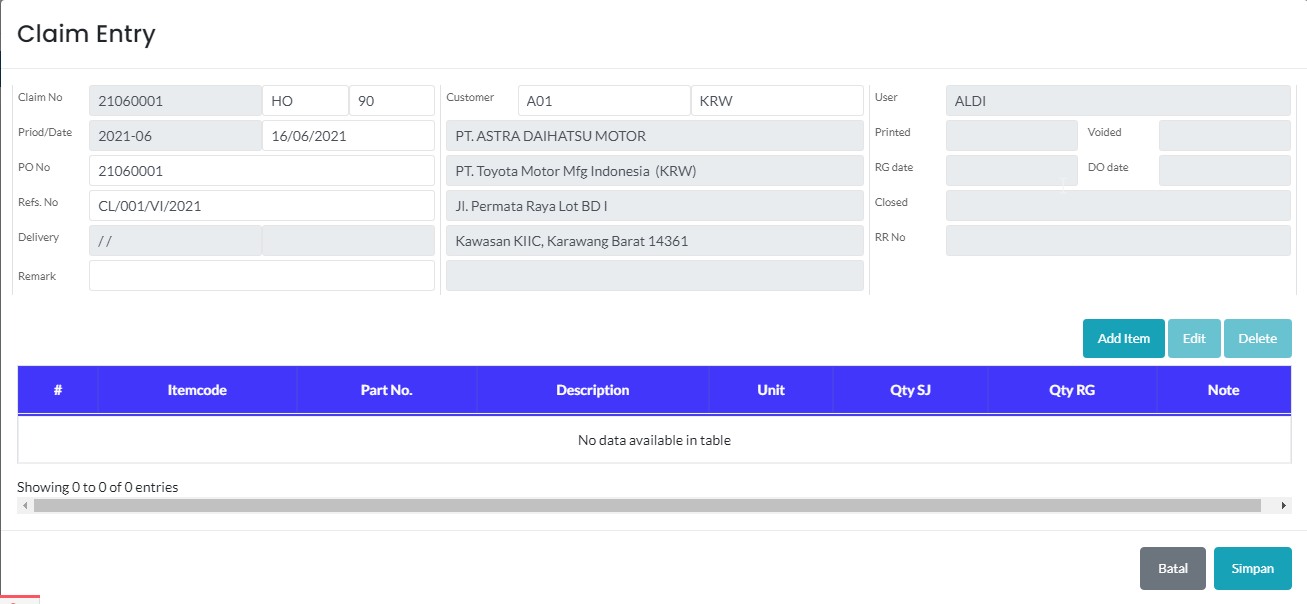 Claim Entry
Claim No 21060001 HO 90 Customer A01 KRW User ALDI
Priod/Date 2021-06 16/06/2021 PT. ASTRA DAIHATSU MOTOR Printed Voided
PO No 21060001 PT. Toyota Motor Mfg Indonesia (KRW) RG date DO date
Refs. No CL/001/VI/2021 Jl. Permata Raya Lot BD I Closed
Delivery / / Kawasan KIIC, Karawang Barat 14361 RR No
Remark
Add Item Edit Delete
# Itemcode Part No. Description Unit Qty SJ Qty RG Note
No data available in table
Showing 0 to 0 of 0 entries
Batal Simpan